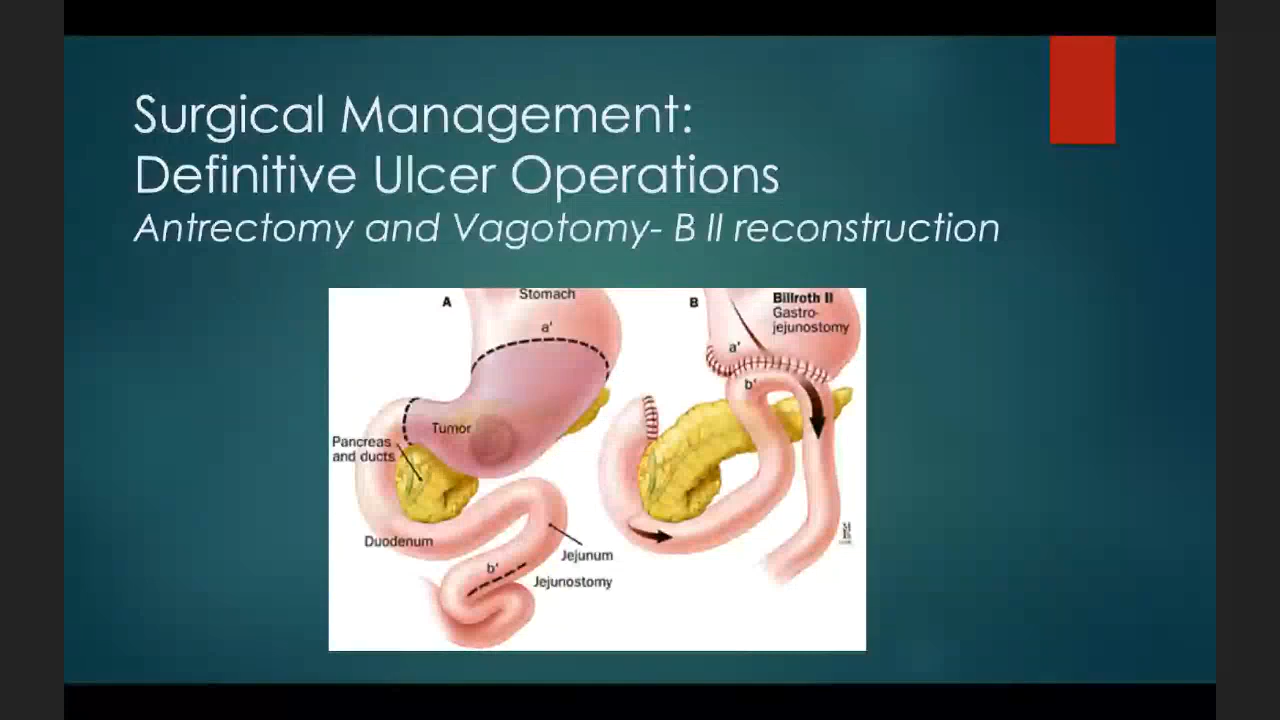 Surgical Management:
Definitive Ulcer Operations
Antrectomy and Vagotomy- B II reconstruction
A
Stomach
a'
Tumor
Pancreas
and ducts
Duodenum
Jejunum
b'
Jejunostomy
B
Billroth II
Gastro-
jejunostomy
a'
b'